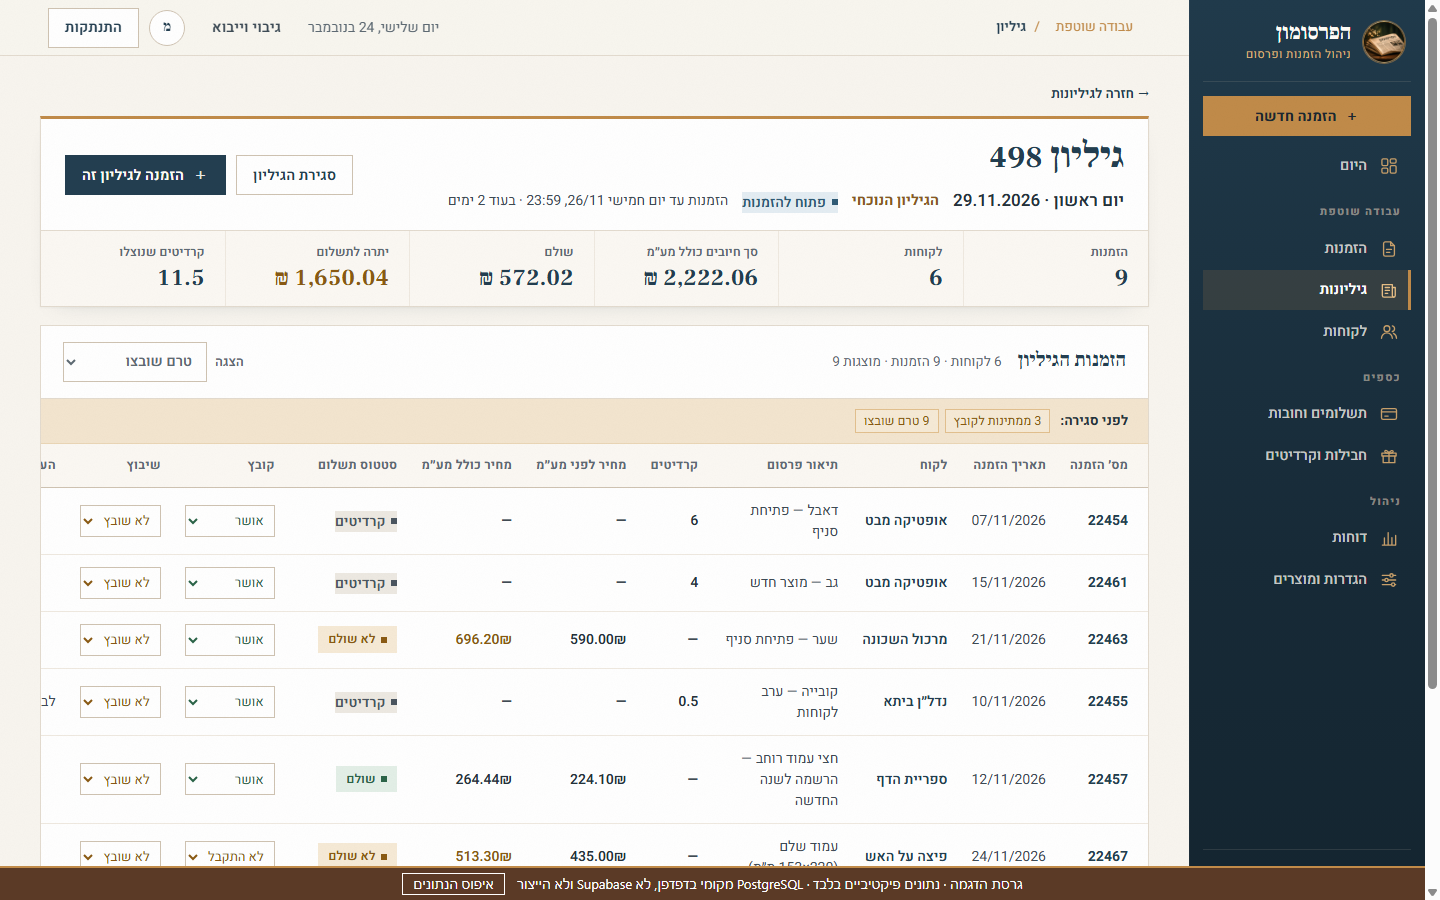 הפרסומון
ניהול הזמנות ופרסום
+ הזמנה חדשה
היום
עבודה שוטפת
הזמנות
גיליונות
לקוחות
כספים
תשלומים וחובות
חבילות וקרדיטים
ניהול
דוחות
הגדרות ומוצרים
עבודה שוטפת / גיליון
יום שלישי, 24 בנובמבר
גיבוי וייבוא
מ
התנתקות
→ חזרה לגיליונות
גיליון 498
יום ראשון · 29.11.2026 הגיליון הנוכחי פתוח להזמנות הזמנות עד יום חמישי 26/11, 23:59 · בעוד 2 ימים
סגירת הגיליון
+ הזמנה לגיליון זה
הזמנות
9
לקוחות
6
סך חיובים כולל מע״מ
2,222.06 ₪
שולם
572.02 ₪
יתרה לתשלום
1,650.04 ₪
קרדיטים שנוצלו
11.5
הזמנות הגיליון 6 לקוחות · 9 הזמנות · מוצגות 9
הצגה טרם שובצו
לפני סגירה: 3 ממתינות לקובץ 9 טרם שובצו
מס׳ הזמנה תאריך הזמנה לקוח תיאור פרסום קרדיטים מחיר לפני מע״מ מחיר כולל מע״מ סטטוס תשלום קובץ שיבוץ הע
22454 07/11/2026 אופטיקה מבט דאבל — פתיחת סניף 6 — — קרדיטים אושר לא שובץ
22461 15/11/2026 אופטיקה מבט גב — מוצר חדש 4 — — קרדיטים אושר לא שובץ
22463 21/11/2026 מרכול השכונה שער — פתיחת סניף — ₪590.00 ₪696.20 לא שולם אושר לא שובץ
22455 10/11/2026 נדל״ן ביתא קובייה — ערב לקוחות 0.5 — — קרדיטים אושר לא שובץ לב
22457 12/11/2026 ספריית הדף חצי עמוד רוחב — הרשמה לשנה החדשה — ₪224.10 ₪264.44 שולם אושר לא שובץ
22467 24/11/2026 פיצה על האש עמוד שלם — ₪435.00 ₪513.30 לא שולם לא התקבל לא שובץ
גרסת הדגמה · נתונים פיקטיביים בלבד · PostgreSQL מקומי בדפדפן, לא Supabase ולא הייצור
איפוס הנתונים